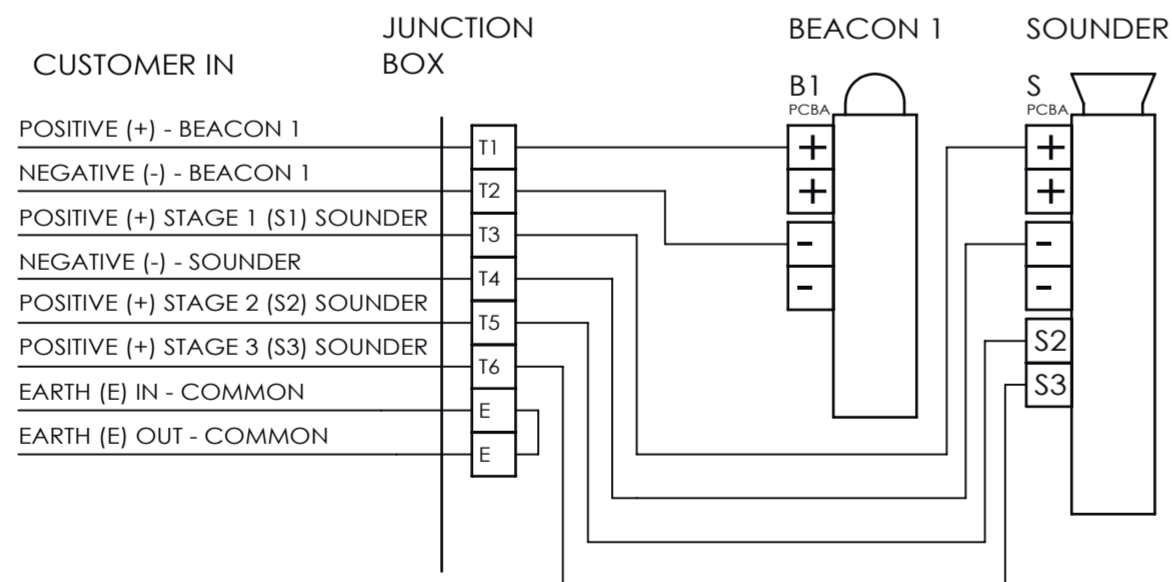 JUNCTION
BOX
BEACON 1
SOUNDER
CUSTOMER IN
B1
PCBA
S
PCBA
POSITIVE (+) - BEACON 1
T1
+
+
NEGATIVE (-) - BEACON 1
T2
+
+
POSITIVE (+) STAGE 1 (S1) SOUNDER
T3
-
-
NEGATIVE (-) - SOUNDER
T4
-
-
POSITIVE (+) STAGE 2 (S2) SOUNDER
T5
S2
POSITIVE (+) STAGE 3 (S3) SOUNDER
T6
S3
EARTH (E) IN - COMMON
E
EARTH (E) OUT - COMMON
E